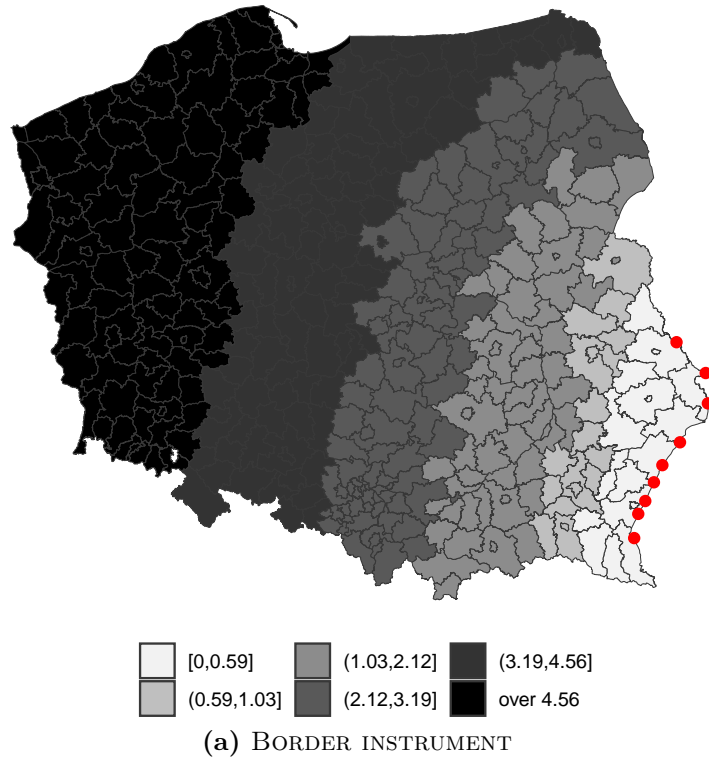 [0,0.59] (1.03,2.12] (3.19,4.56]
(0.59,1.03] (2.12,3.19] over 4.56
(a) BORDER INSTRUMENT